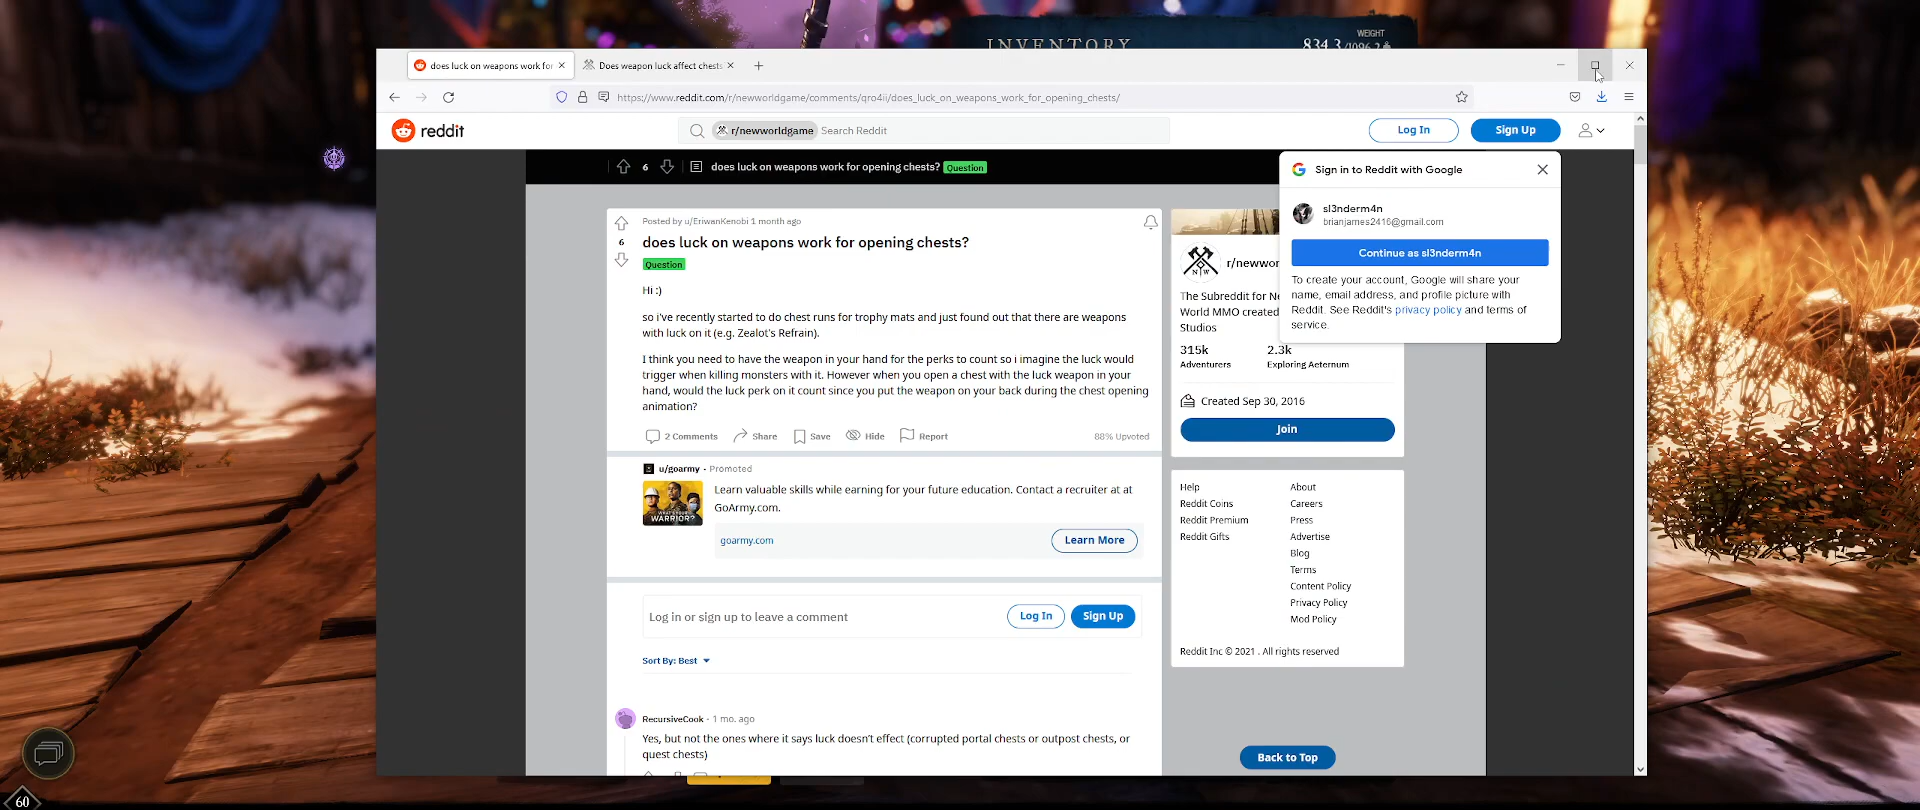 INVENTORY
WEIGHT
834.3/1096.2
does luck on weapons work for
Does weapon luck affect chests
https://www.reddit.com/r/newworldgame/comments/qro4ii/does_luck_on_weapons_work_for_opening_chests/
reddit
r/newworldgame Search Reddit
Log In
Sign Up
6 does luck on weapons work for opening chests? Question
Sign in to Reddit with Google
sl3nderm4n
brianjames2416@gmail.com
Continue as sl3nderm4n
To create your account, Google will share your
name, email address, and profile picture with
Reddit. See Reddit's privacy policy and terms of
service.
Posted by u/EriwanKenobi 1 month ago
6
does luck on weapons work for opening chests?
Question
Hi :)
so i've recently started to do chest runs for trophy mats and just found out that there are weapons
with luck on it (e.g. Zealot's Refrain).
I think you need to have the weapon in your hand for the perks to count so i imagine the luck would
trigger when killing monsters with it. However when you open a chest with the luck weapon in your
hand, would the luck perk on it count since you put the weapon on your back during the chest opening
animation?
2 Comments Share Save Hide Report 88% Upvoted
N W
r/newwor
The Subreddit for Ne
World MMO created
Studios
315k 2.3k
Adventurers Exploring Aeternum
Created Sep 30, 2016
Join
u/goarmy · Promoted
WHAT'S YOUR
WARRIOR?
Learn valuable skills while earning for your future education. Contact a recruiter at at
GoArmy.com.
goarmy.com
Learn More
Help About
Reddit Coins Careers
Reddit Premium Press
Reddit Gifts Advertise
Blog
Terms
Content Policy
Privacy Policy
Mod Policy
Reddit Inc © 2021 . All rights reserved
Log in or sign up to leave a comment
Log In
Sign Up
Sort By: Best
RecursiveCook · 1 mo. ago
Yes, but not the ones where it says luck doesn't effect (corrupted portal chests or outpost chests, or
quest chests)
Back to Top
60